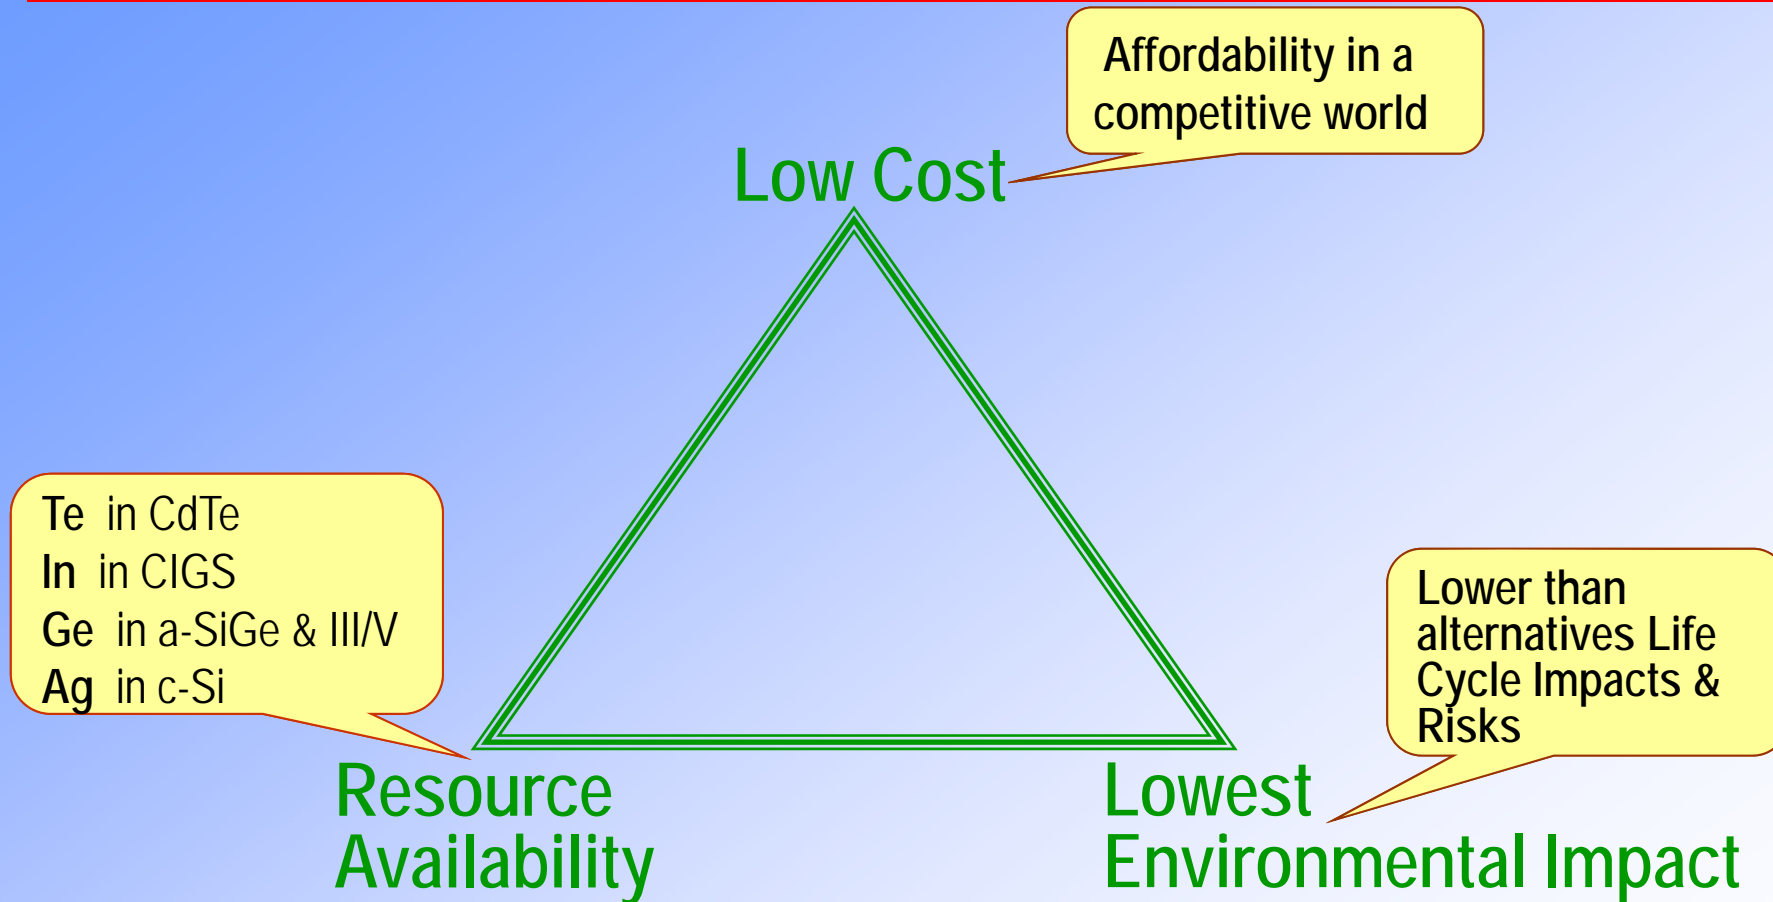 Affordability in a
competitive world
Low Cost
Te in CdTe
In in CIGS
Ge in a-SiGe & III/V
Ag in c-Si
Lower than
alternatives Life
Cycle Impacts &
Risks
Resource
Availability
Lowest
Environmental Impact